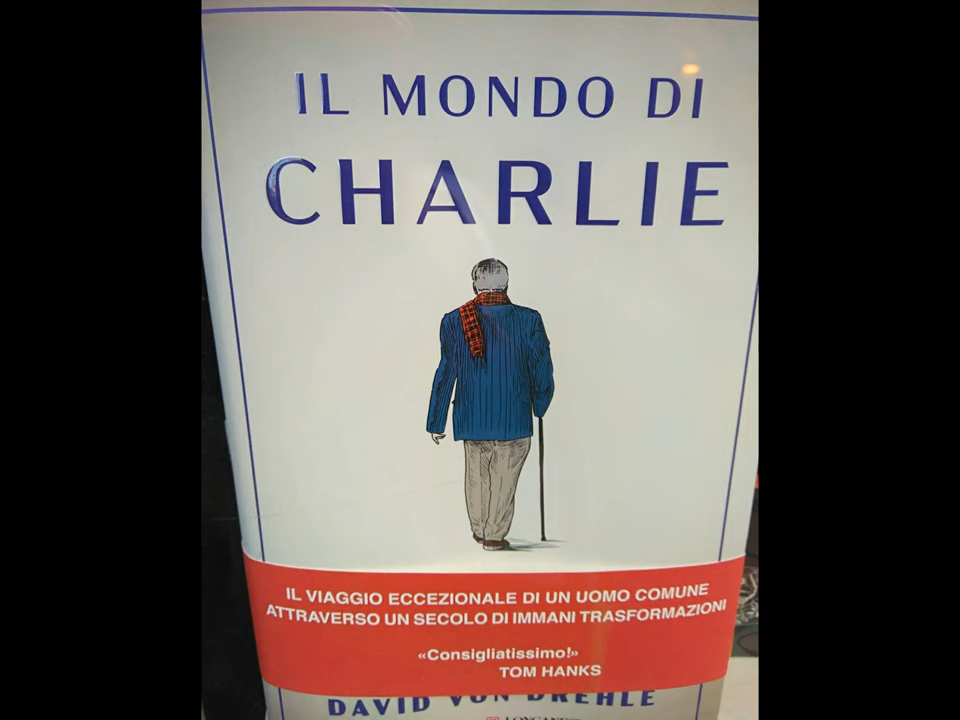 IL MONDO DI
CHARLIE
IL VIAGGIO ECCEZIONALE DI UN UOMO COMUNE
ATTRAVERSO UN SECOLO DI IMMANI TRASFORMAZIONI
«Consigliatissimo!»
TOM HANKS
DAVID VON DREHLE